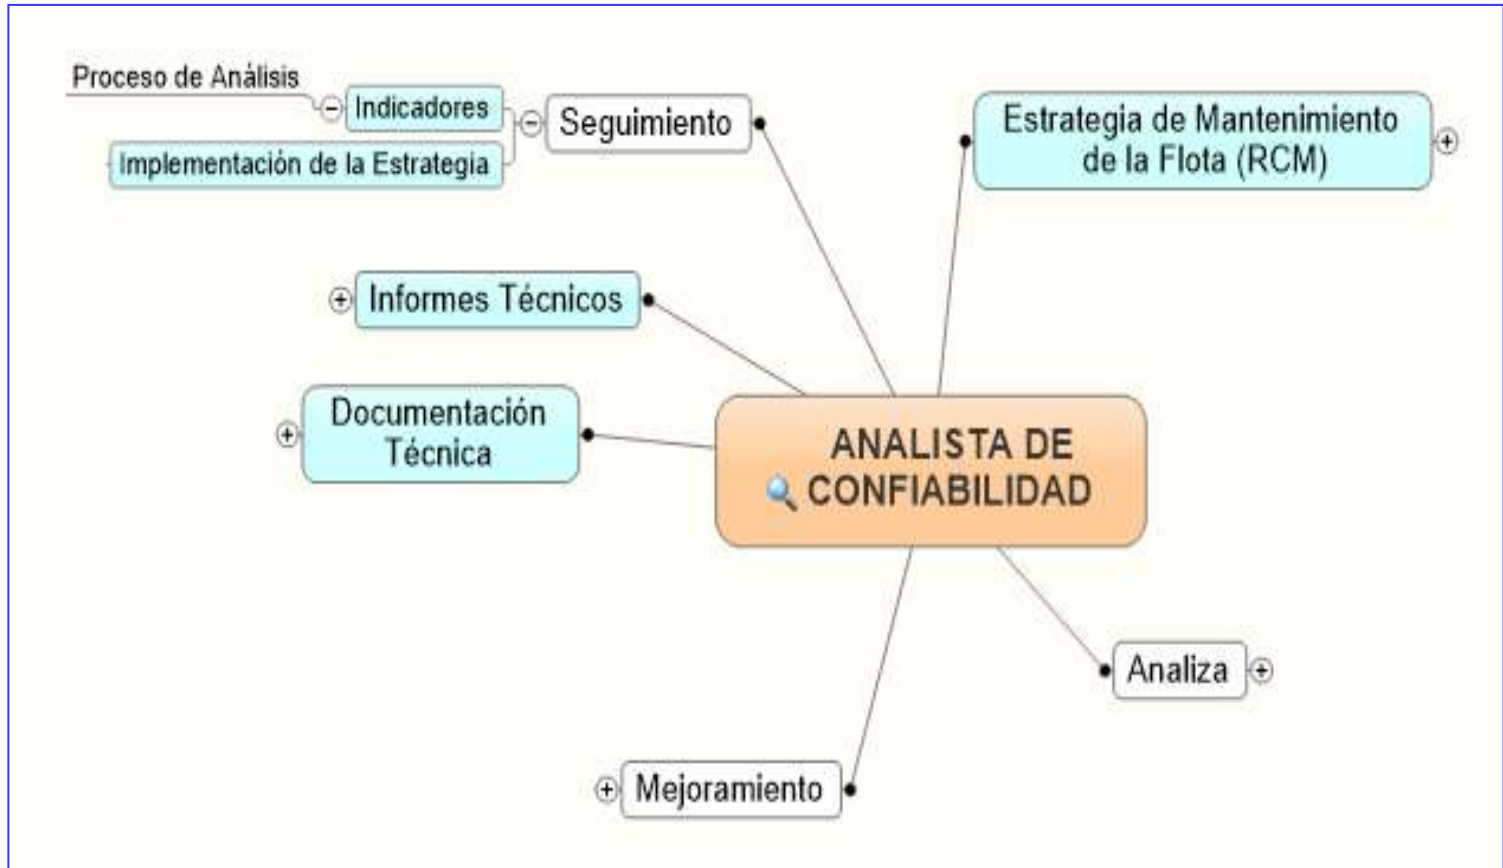 Proceso de Análisis
Indicadores
Implementación de la Estrategia
Seguimiento
Estrategia de Mantenimiento
de la Flota (RCM)
Informes Técnicos
Documentación
Técnica
ANALISTA DE
CONFIABILIDAD
Analiza
Mejoramiento